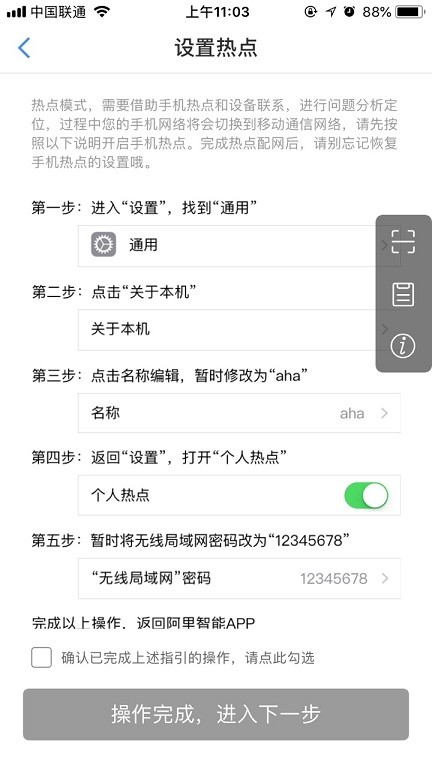 中国联通 上午11:03 88%
设置热点
热点模式，需要借助手机热点和设备联系，进行问题分析定
位，过程中您的手机网络将会切换到移动通信网络，请先按
照以下说明开启手机热点。完成热点配网后，请别忘记恢复
手机热点的设置哦。
第一步：进入“设置”，找到“通用”
通用
第二步：点击“关于本机”
关于本机
第三步：点击名称编辑，暂时修改为“aha”
名称 aha
第四步：返回“设置”，打开“个人热点”
个人热点
第五步：暂时将无线局域网密码改为“12345678”
“无线局域网”密码 12345678
完成以上操作，返回阿里智能APP
确认已完成上述指引的操作，请点此勾选
操作完成，进入下一步